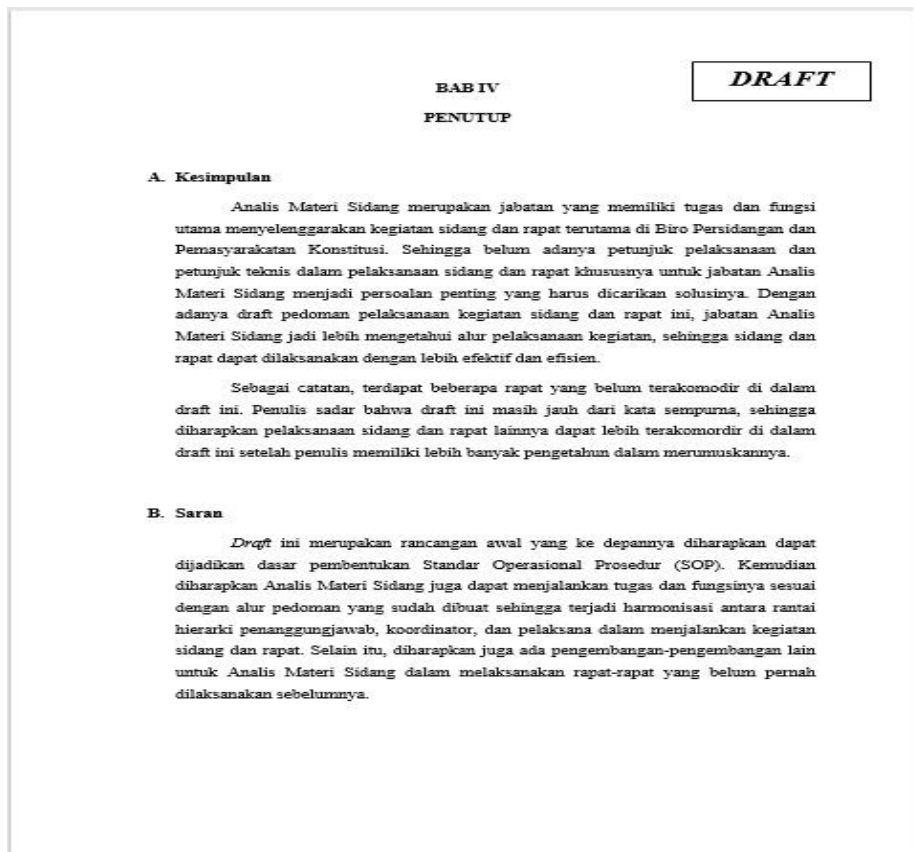 DRAFT
BAB IV
PENUTUP
A. Kesimpulan
Analis Materi Sidang merupakan jabatan yang memiliki tugas dan fungsi
utama menyelenggarakan kegiatan sidang dan rapat terutama di Biro Persidangan dan
Pemasyarakatan Konstitusi. Sehingga belum adanya petunjuk pelaksanaan dan
petunjuk teknis dalam pelaksanaan sidang dan rapat khususnya untuk jabatan Analis
Materi Sidang menjadi persoalan penting yang harus dicarikan solusinya. Dengan
adanya draft pedoman pelaksanaan kegiatan sidang dan rapat ini, jabatan Analis
Materi Sidang jadi lebih mengetahui alur pelaksanaan kegiatan, sehingga sidang dan
rapat dapat dilaksanakan dengan lebih efektif dan efisien.
Sebagai catatan, terdapat beberapa rapat yang belum terakomodir di dalam
draft ini. Penulis sadar bahwa draft ini masih jauh dari kata sempurna, sehingga
diharapkan pelaksanaan sidang dan rapat lainnya dapat lebih terakomordir di dalam
draft ini setelah penulis memiliki lebih banyak pengetahun dalam merumuskannya.
B. Saran
Draft ini merupakan rancangan awal yang ke depannya diharapkan dapat
dijadikan dasar pembentukan Standar Operasional Prosedur (SOP). Kemudian
diharapkan Analis Materi Sidang juga dapat menjalankan tugas dan fungsinya sesuai
dengan alur pedoman yang sudah dibuat sehingga terjadi harmonisasi antara rantai
hierarki penanggungjawab, koordinator, dan pelaksana dalam menjalankan kegiatan
sidang dan rapat. Selain itu, diharapkan juga ada pengembangan-pengembangan lain
untuk Analis Materi Sidang dalam melaksanakan rapat-rapat yang belum pernah
dilaksanakan sebelumnya.